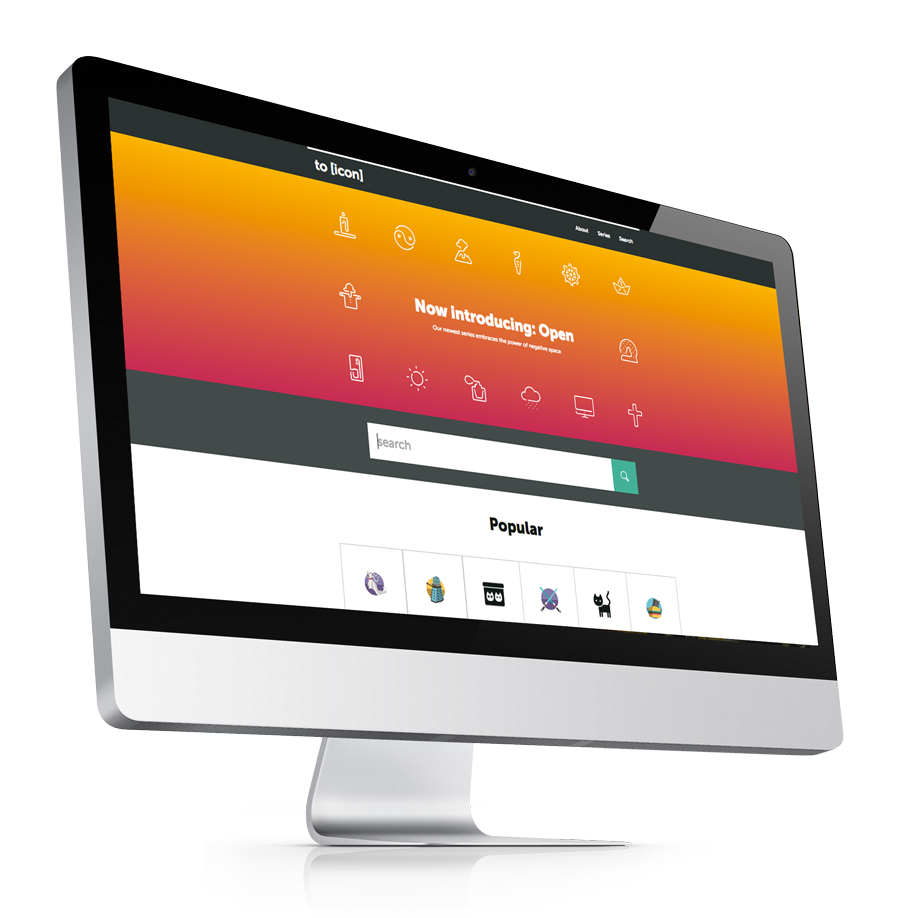 to [icon]
About Series Search
Now introducing: Open
Our newest series embraces the power of negative space
search
Popular